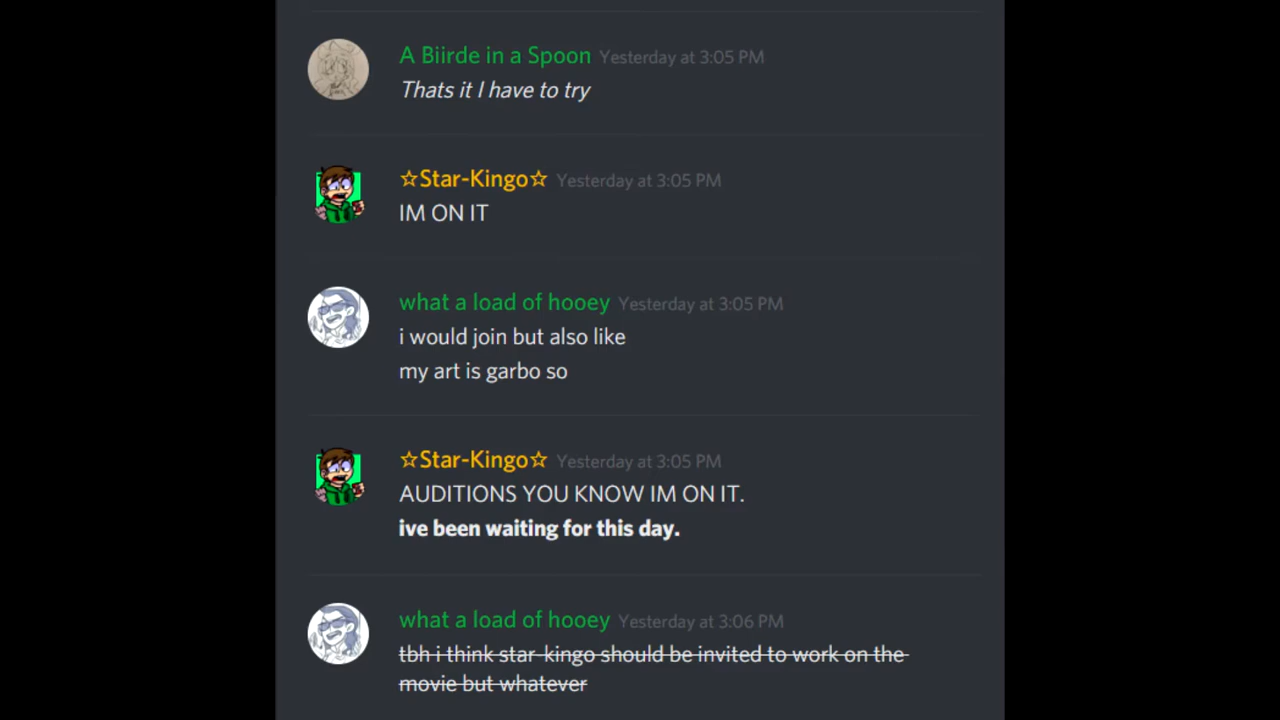 A Biirde in a Spoon Yesterday at 3:05 PM
Thats it I have to try
☆Star-Kingo☆ Yesterday at 3:05 PM
IM ON IT
what a load of hooey Yesterday at 3:05 PM
i would join but also like
my art is garbo so
☆Star-Kingo☆ Yesterday at 3:05 PM
AUDITIONS YOU KNOW IM ON IT.
ive been waiting for this day.
what a load of hooey Yesterday at 3:06 PM
tbh i think star-kingo should be invited to work on the
movie but whatever